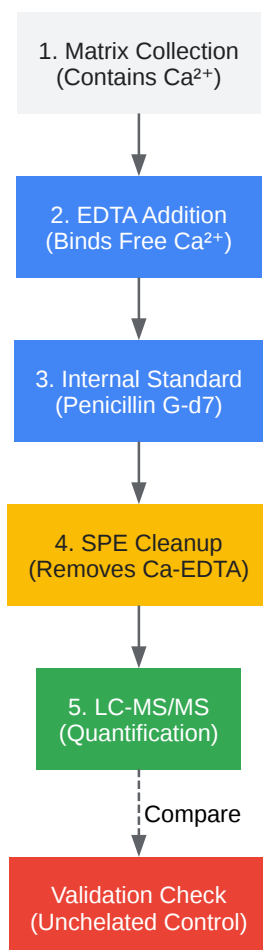 1. Matrix Collection
(Contains Ca²⁺)
2. EDTA Addition
(Binds Free Ca²⁺)
3. Internal Standard
(Penicillin G-d7)
4. SPE Cleanup
(Removes Ca-EDTA)
5. LC-MS/MS
(Quantification)
Compare
Validation Check
(Unchelated Control)